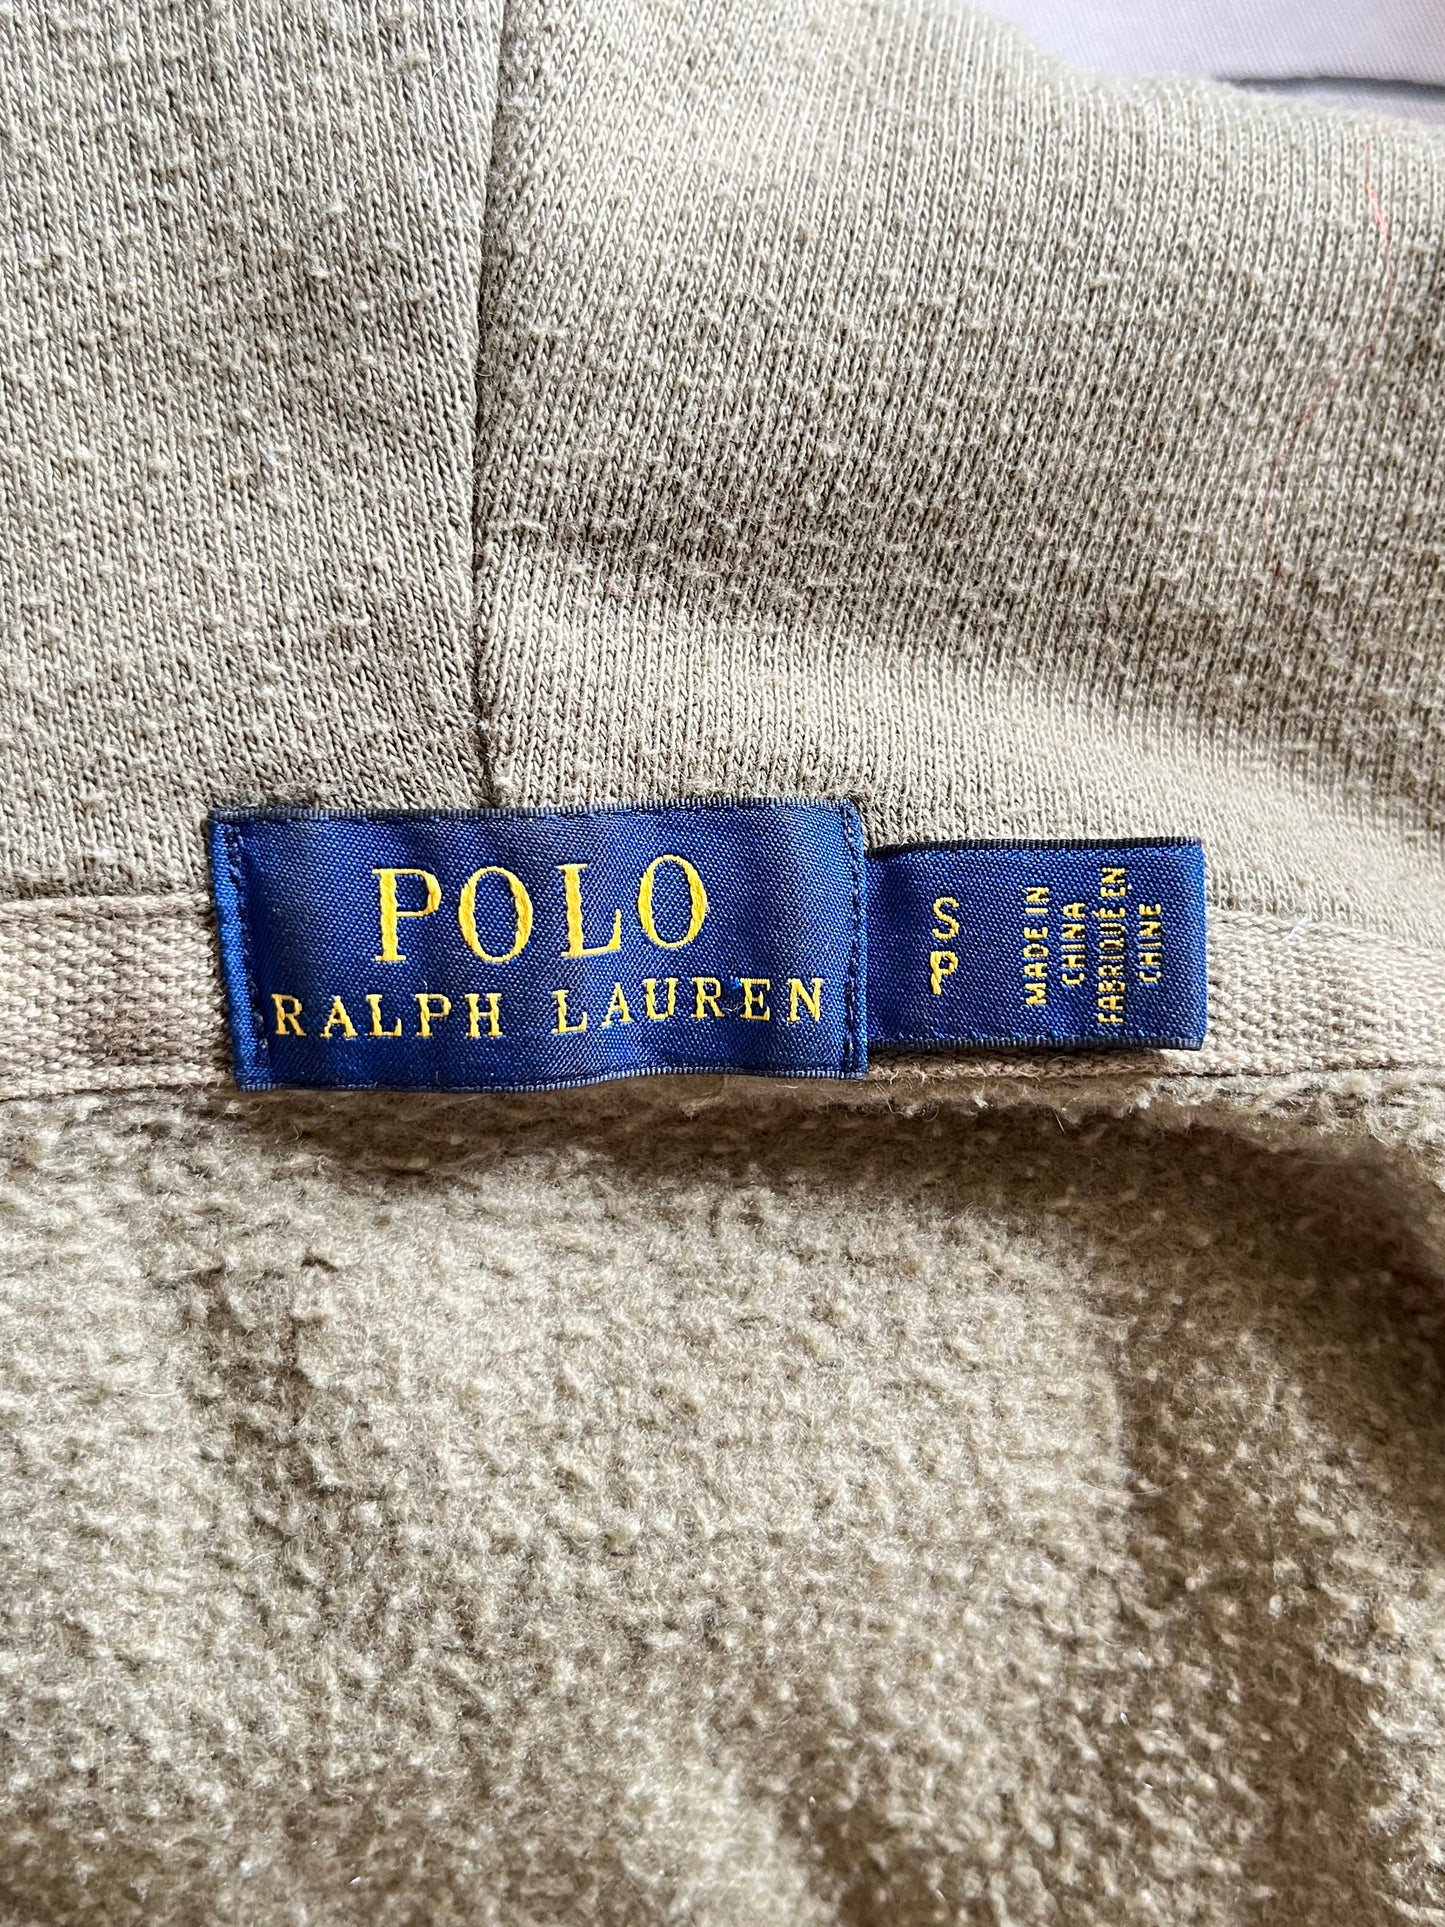 POLO
RALPH LAUREN
S
P
MADE IN
CHINA
FABRIQUÉ EN
CHINE